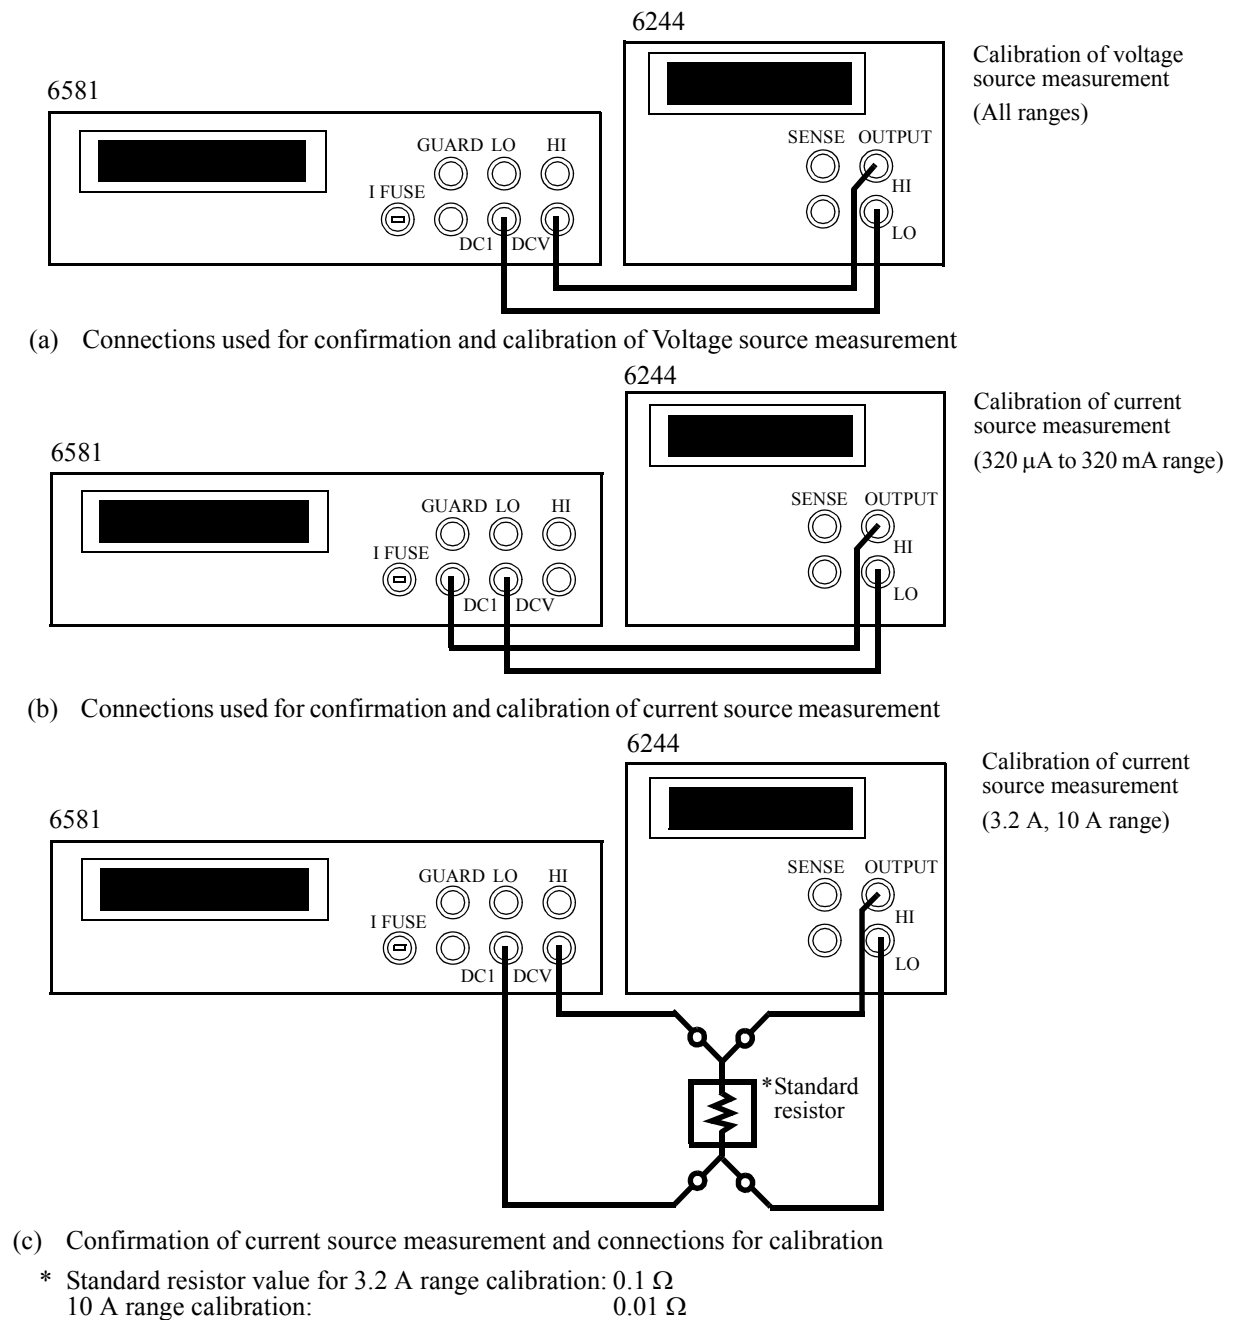 6244
Calibration of voltage
source measurement
(All ranges)
6581
GUARD LO HI
I FUSE
DC1 DCV
SENSE OUTPUT
HI
LO
(a) Connections used for confirmation and calibration of Voltage source measurement
6244
Calibration of current
source measurement
(320 µA to 320 mA range)
6581
GUARD LO HI
I FUSE
DC1 DCV
SENSE OUTPUT
HI
LO
(b) Connections used for confirmation and calibration of current source measurement
6244
Calibration of current
source measurement
(3.2 A, 10 A range)
6581
GUARD LO HI
I FUSE
DC1 DCV
SENSE OUTPUT
HI
LO
*Standard
resistor
(c) Confirmation of current source measurement and connections for calibration
* Standard resistor value for 3.2 A range calibration: 0.1 Ω
10 A range calibration: 0.01 Ω